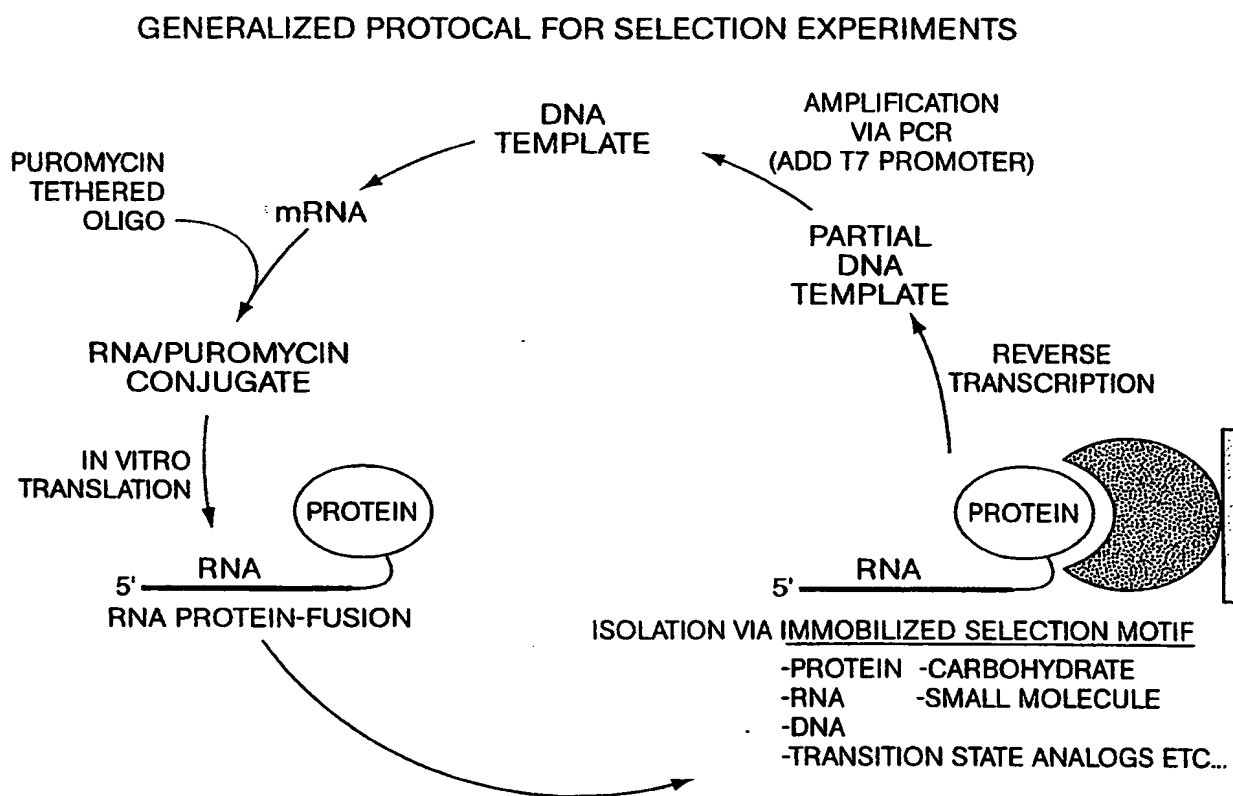 GENERALIZED PROTOCAL FOR SELECTION EXPERIMENTS
DNA
TEMPLATE
AMPLIFICATION
VIA PCR
(ADD T7 PROMOTER)
PUROMYCIN
TETHERED
OLIGO
mRNA
PARTIAL
DNA
TEMPLATE
RNA/PUROMYCIN
CONJUGATE
REVERSE
TRANSCRIPTION
IN VITRO
TRANSLATION
PROTEIN
RNA
5'
RNA PROTEIN-FUSION
PROTEIN
RNA
5'
ISOLATION VIA IMMOBILIZED SELECTION MOTIF
-PROTEIN -CARBOHYDRATE
-RNA -SMALL MOLECULE
-DNA
-TRANSITION STATE ANALOGS ETC...